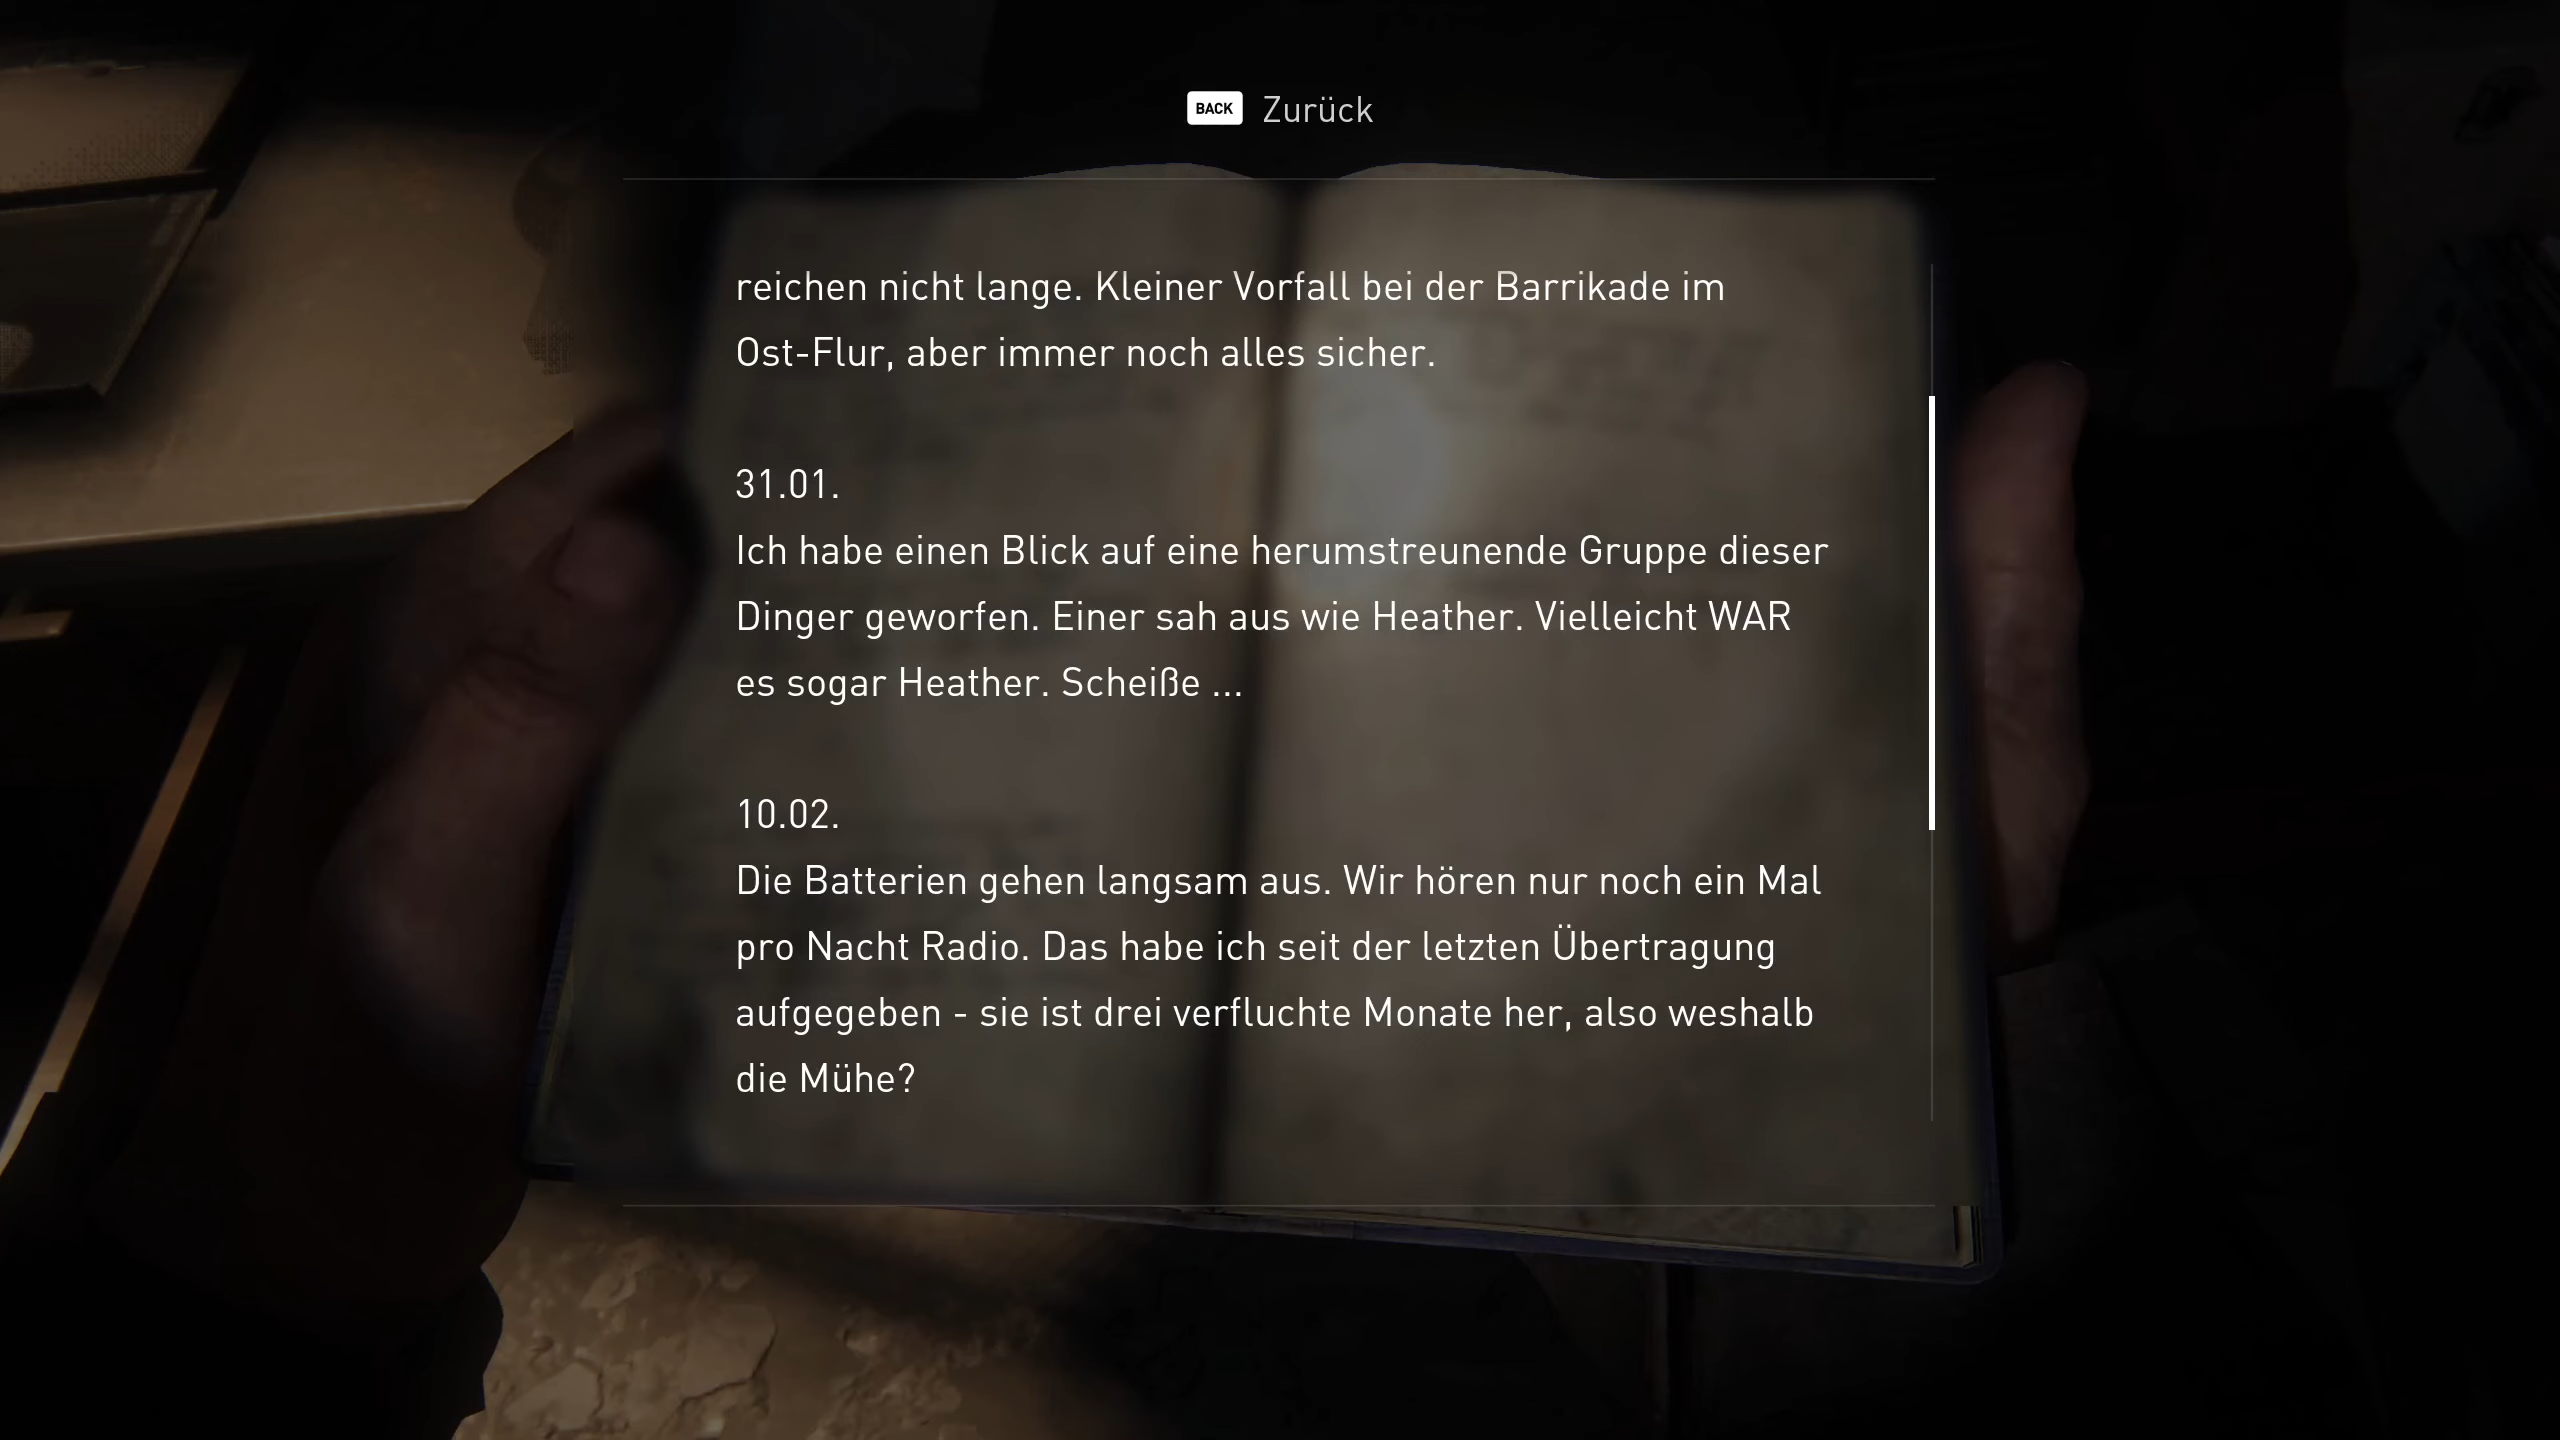 BACK Zurück
reichen nicht lange. Kleiner Vorfall bei der Barrikade im
Ost-Flur, aber immer noch alles sicher.
31.01.
Ich habe einen Blick auf eine herumstreunende Gruppe dieser
Dinger geworfen. Einer sah aus wie Heather. Vielleicht WAR
es sogar Heather. Scheiße ...
10.02.
Die Batterien gehen langsam aus. Wir hören nur noch ein Mal
pro Nacht Radio. Das habe ich seit der letzten Übertragung
aufgegeben - sie ist drei verfluchte Monate her, also weshalb
die Mühe?